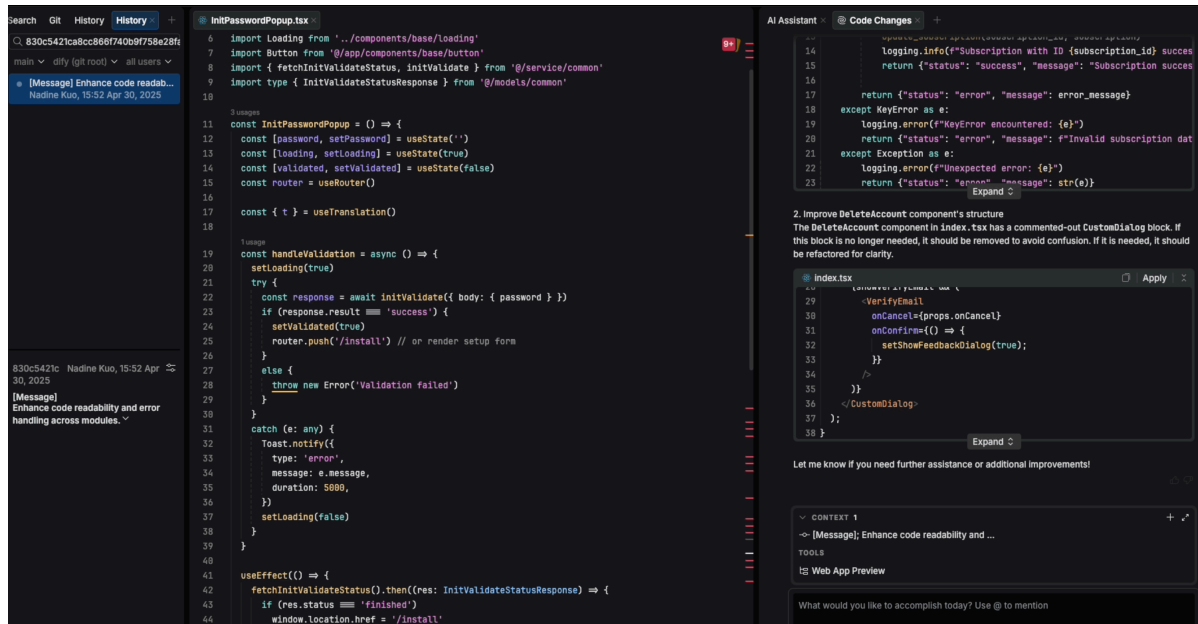 Search Git History History × +
830c5421ca8cc866f740b9f758e28fa
main dify (git root) all users
[Message] Enhance code readab...
Nadine Kuo, 15:52 Apr 30, 2025
830c5421c Nadine Kuo, 15:52 Apr
30, 2025
[Message]
Enhance code readability and error
handling across modules.
InitPasswordPopup.tsx ×
9+
6 import Loading from '../components/base/loading'
7 import Button from '@/app/components/base/button'
8 import { fetchInitValidateStatus, initValidate } from '@/service/common'
9 import type { InitValidateStatusResponse } from '@/models/common'
10
3 usages
11 const InitPasswordPopup = () => {
12 const [password, setPassword] = useState('')
13 const [loading, setLoading] = useState(true)
14 const [validated, setValidated] = useState(false)
15 const router = useRouter()
16
17 const { t } = useTranslation()
18
1 usage
19 const handleValidation = async () => {
20 setLoading(true)
21 try {
22 const response = await initValidate({ body: { password } })
23 if (response.result === 'success') {
24 setValidated(true)
25 router.push('/install') // or render setup form
26 }
27 else {
28 throw new Error('Validation failed')
29 }
30 }
31 catch (e: any) {
32 Toast.notify({
33 type: 'error',
34 message: e.message,
35 duration: 5000,
36 })
37 setLoading(false)
38 }
39 }
40
41 useEffect(() => {
42 fetchInitValidateStatus().then((res: InitValidateStatusResponse) => {
43 if (res.status === 'finished')
44 window.location.href = '/install'
AI Assistant × Code Changes × +
13 update_subscription(subscription_id, subscription)
14 logging.info(f"Subscription with ID {subscription_id} succes
15 return {"status": "success", "message": "Subscription succes
16
17 return {"status": "error", "message": error_message}
18 except KeyError as e:
19 logging.error(f"KeyError encountered: {e}")
20 return {"status": "error", "message": f"Invalid subscription dat
21 except Exception as e:
22 logging.error(f"Unexpected error: {e}")
23 return {"status": "error", "message": str(e)}
Expand
2. Improve DeleteAccount component's structure
The DeleteAccount component in index.tsx has a commented-out CustomDialog block. If
this block is no longer needed, it should be removed to avoid confusion. If it is needed, it should
be refactored for clarity.
index.tsx Apply
28 {showVerifyEmail && (
29 <VerifyEmail
30 onCancel={props.onCancel}
31 onConfirm={() => {
32 setShowFeedbackDialog(true);
33 }}
34 />
35 )}
36 </CustomDialog>
37 );
38 }
Expand
Let me know if you need further assistance or additional improvements!
CONTEXT 1
[Message]; Enhance code readability and ...
TOOLS
Web App Preview
What would you like to accomplish today? Use @ to mention